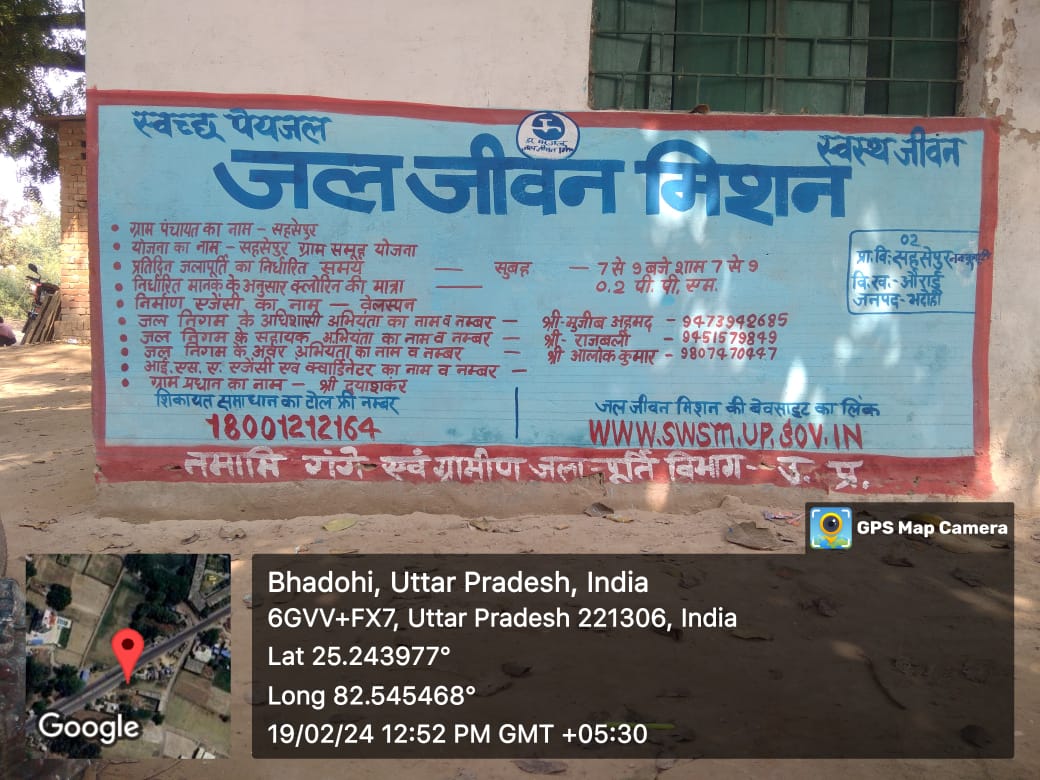 स्वच्छ पेयजल
स्वस्थ जीवन
जल जीवन मिशन
• ग्राम पंचायत का नाम - सहसेपुर
• योजना का नाम - सहसेपुर ग्राम समूह योजना
• प्रतिदिन जलापूर्ति का निर्धारित समय — सुबह - 7 से 9 बजे शाम 7 से 9
• निर्धारित मानक के अनुसार क्लोरिन की मात्रा — 0.2 पी. पी. एम.
• निर्माण एजेंसी का नाम - वेलस्पन
• जल निगम के अधिशासी अभियंता का नाम व नम्बर - श्री-मुजीब अहमद - 9473942685
• जल निगम के सहायक अभियंता का नाम व नम्बर - श्री- राजबली - 9451579849
• जल निगम के अवर अभियंता का नाम व नम्बर - श्री आलोक कुमार - 9807470447
• आई. एस. ए. एजेंसी एवं क्वार्डिनेटर का नाम व नम्बर -
• ग्राम प्रधान का नाम - श्री दयाशंकर
02
प्रा. वि. सहसेपुर
वि. ख. औराई
जनपद- भदोही
शिकायत समाधान का टोल फ्री नम्बर
18001212164
जल जीवन मिशन की वेबसाइट का लिंक
WWW.SWSM.UP.GOV.IN
नमामि गंगे एवं ग्रामीण जला-पूर्ति विभाग- उ. प्र.
GPS Map Camera
Bhadohi, Uttar Pradesh, India
6GVV+FX7, Uttar Pradesh 221306, India
Lat 25.243977°
Long 82.545468°
19/02/24 12:52 PM GMT +05:30
Google